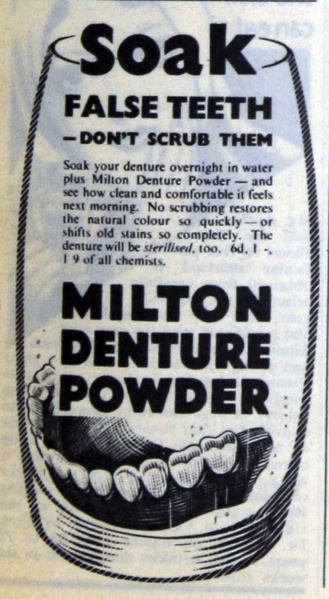 Soak
FALSE TEETH
– DON'T SCRUB THEM
Soak your denture overnight in water
plus Milton Denture Powder — and
see how clean and comfortable it feels
next morning. No scrubbing restores
the natural colour so quickly — or
shifts old stains so completely. The
denture will be sterilised, too. 6d, 1 -,
1 9 of all chemists.
MILTON
DENTURE
POWDER